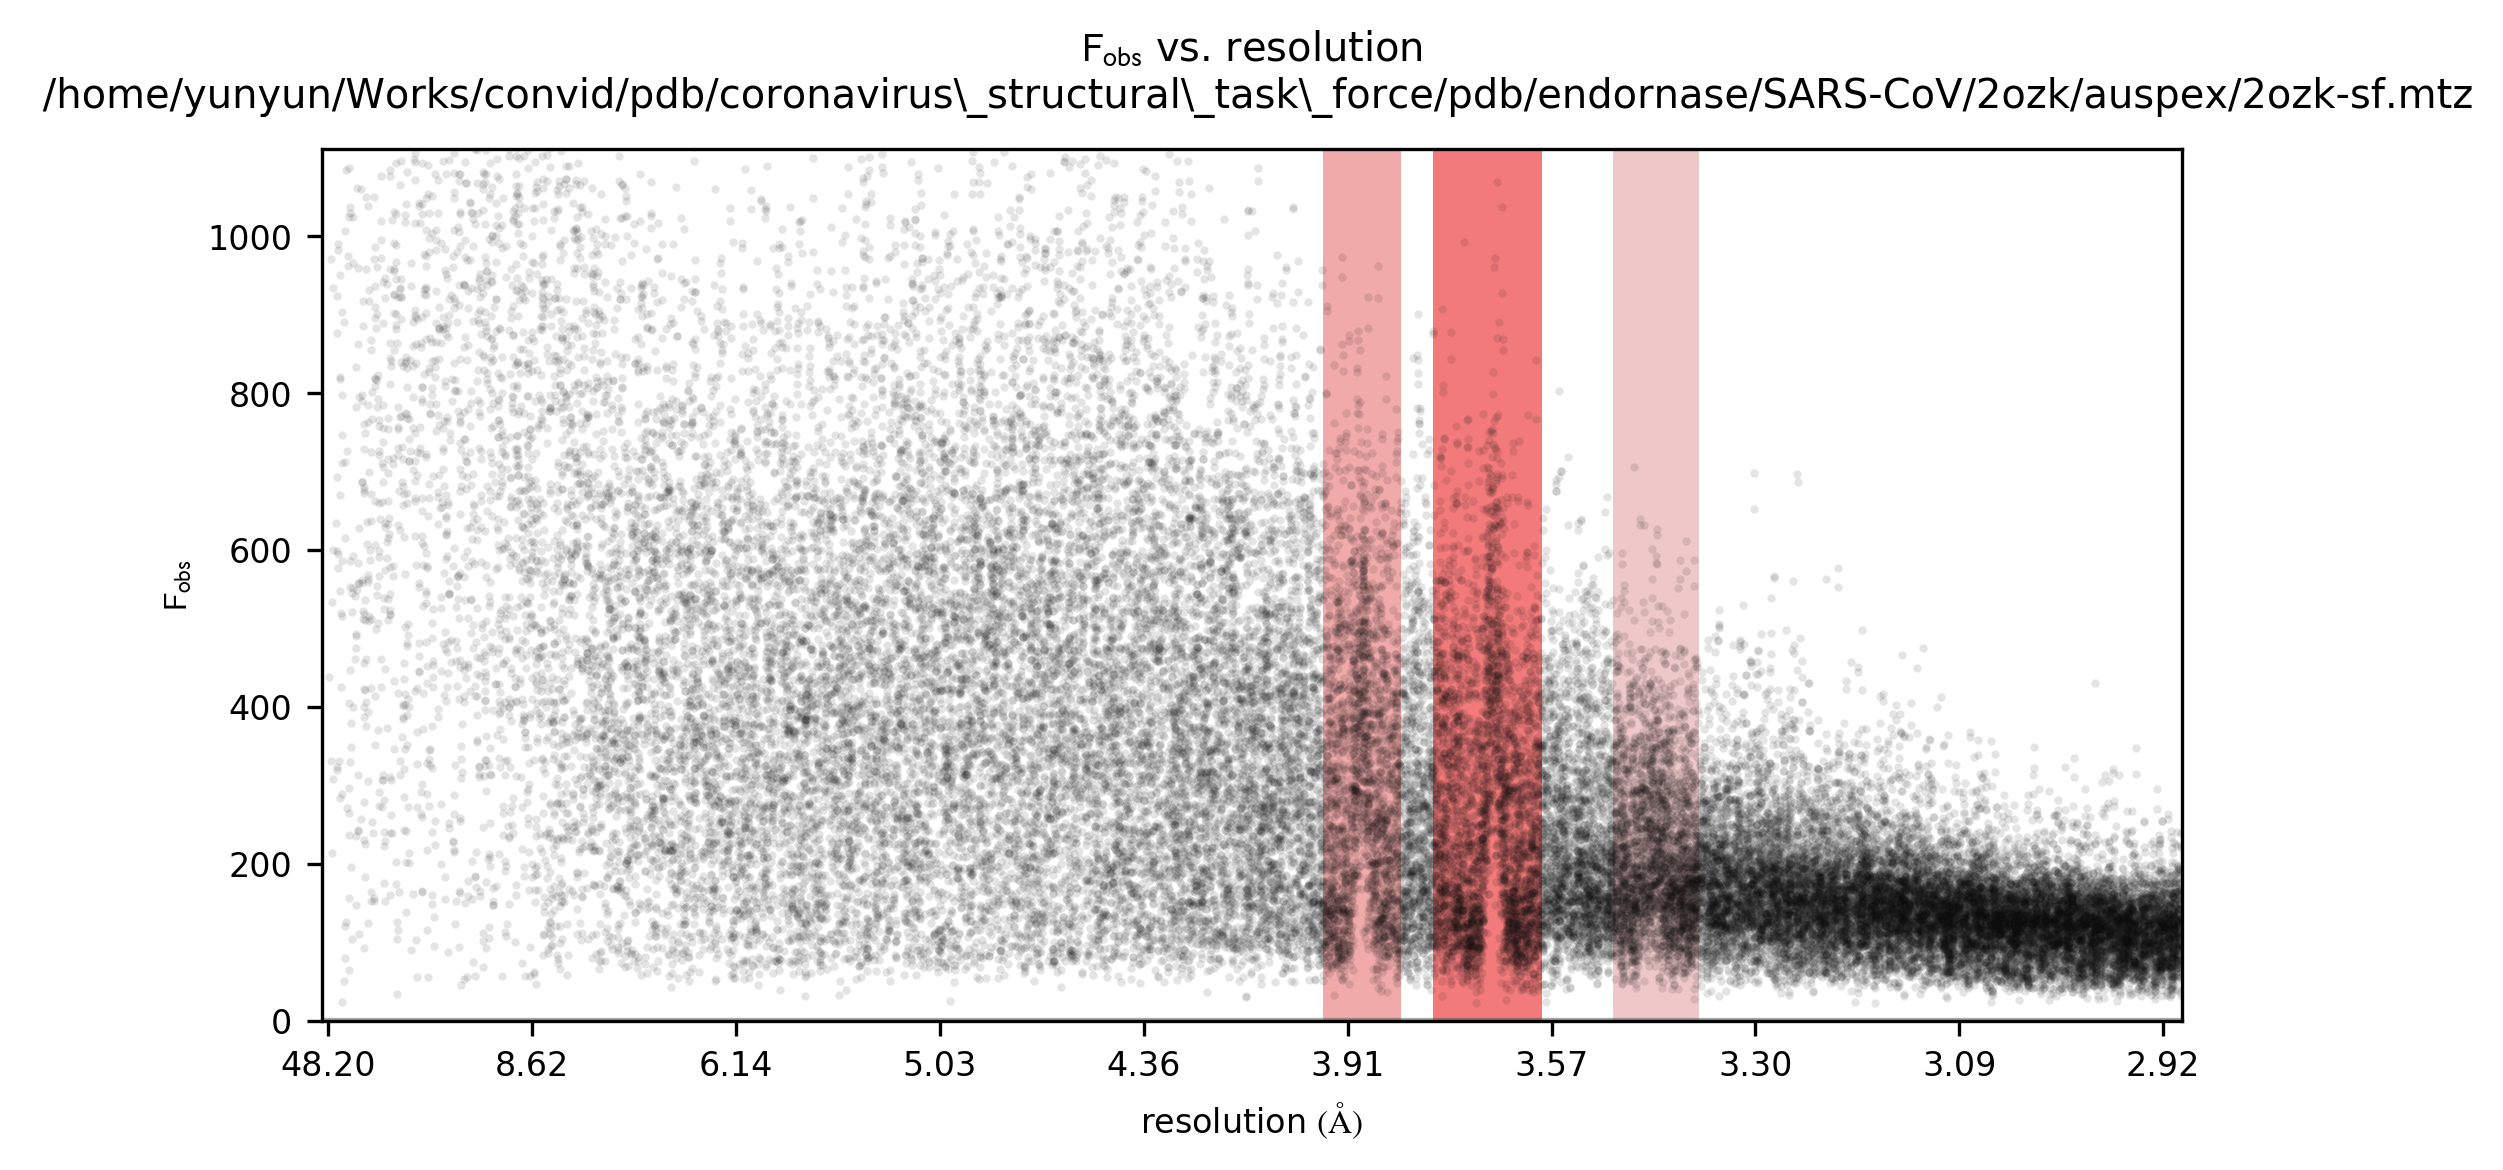 Fobs vs. resolution
/home/yunyun/Works/convid/pdb/coronavirus\_structural\_task\_force/pdb/endornase/SARS-CoV/2ozk/auspex/2ozk-sf.mtz
1000
800
600
400
200
0
Fobs
48.20 8.62 6.14 5.03 4.36 3.91 3.57 3.30 3.09 2.92
resolution (Å)